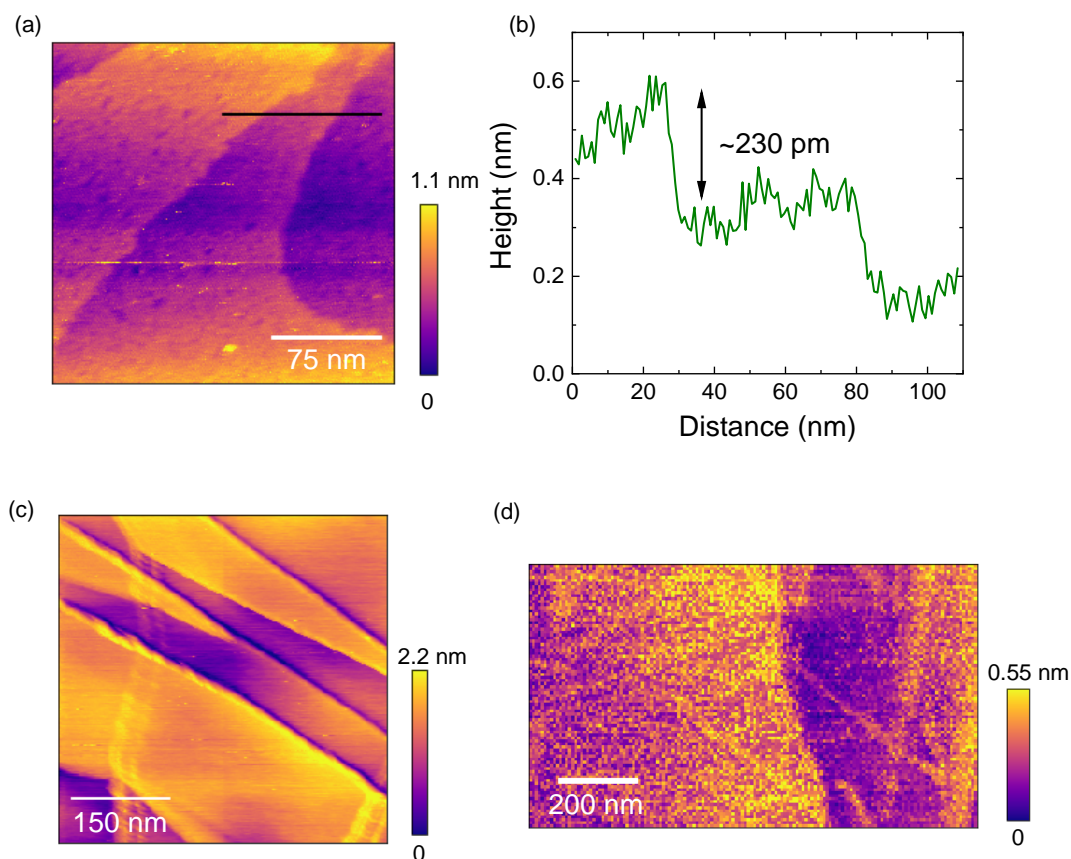 (a)
1.1 nm
75 nm
0
(b)
Height (nm)
0.6
0.4
0.2
0.0
~230 pm
0 20 40 60 80 100
Distance (nm)
(c)
2.2 nm
150 nm
0
(d)
0.55 nm
200 nm
0